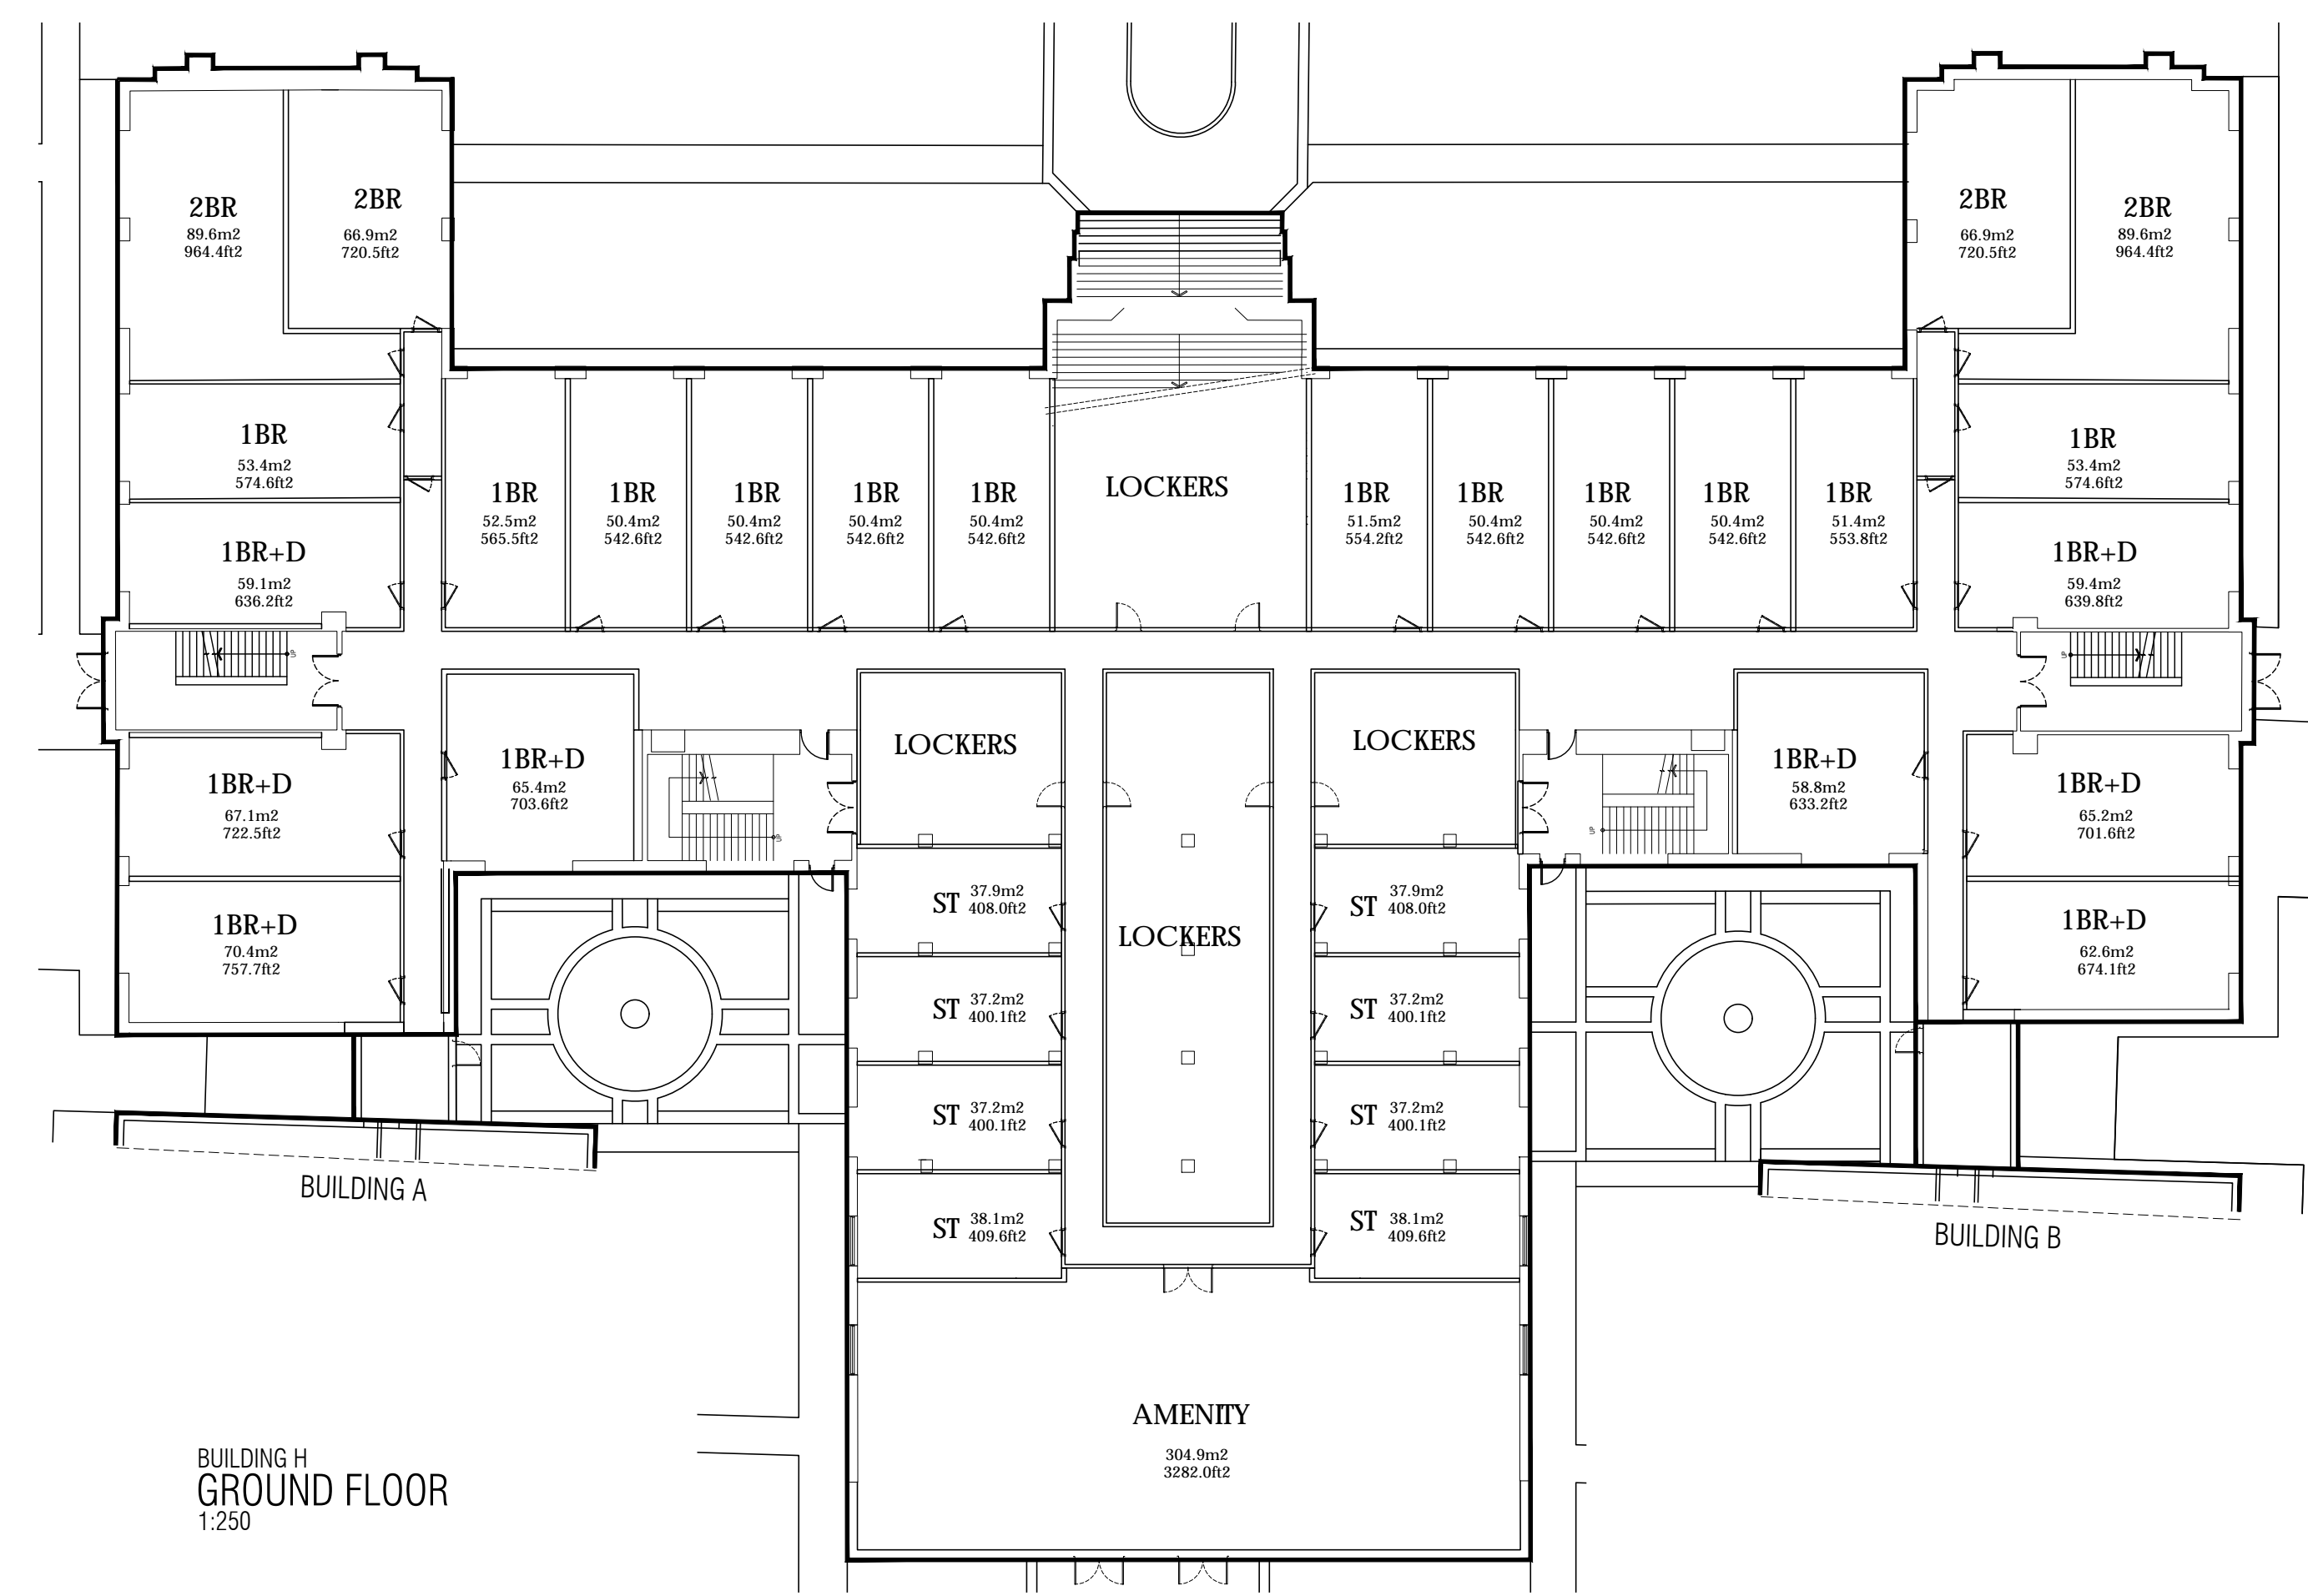 2BR
89.6m2
964.4ft2
2BR
66.9m2
720.5ft2
2BR
66.9m2
720.5ft2
2BR
89.6m2
964.4ft2
1BR
53.4m2
574.6ft2
1BR+D
59.1m2
636.2ft2
1BR
52.5m2
565.5ft2
1BR
50.4m2
542.6ft2
1BR
50.4m2
542.6ft2
1BR
50.4m2
542.6ft2
1BR
50.4m2
542.6ft2
LOCKERS
1BR
51.5m2
554.2ft2
1BR
50.4m2
542.6ft2
1BR
50.4m2
542.6ft2
1BR
50.4m2
542.6ft2
1BR
51.4m2
553.8ft2
1BR
53.4m2
574.6ft2
1BR+D
59.4m2
639.8ft2
UP
UP
1BR+D
67.1m2
722.5ft2
1BR+D
65.4m2
703.6ft2
UP
LOCKERS
LOCKERS
UP
1BR+D
58.8m2
633.2ft2
1BR+D
65.2m2
701.6ft2
1BR+D
70.4m2
757.7ft2
ST
37.9m2
408.0ft2
LOCKERS
ST
37.9m2
408.0ft2
1BR+D
62.6m2
674.1ft2
ST
37.2m2
400.1ft2
ST
37.2m2
400.1ft2
ST
37.2m2
400.1ft2
ST
37.2m2
400.1ft2
ST
38.1m2
409.6ft2
ST
38.1m2
409.6ft2
BUILDING A
BUILDING B
AMENITY
304.9m2
3282.0ft2
BUILDING H
GROUND FLOOR
1:250